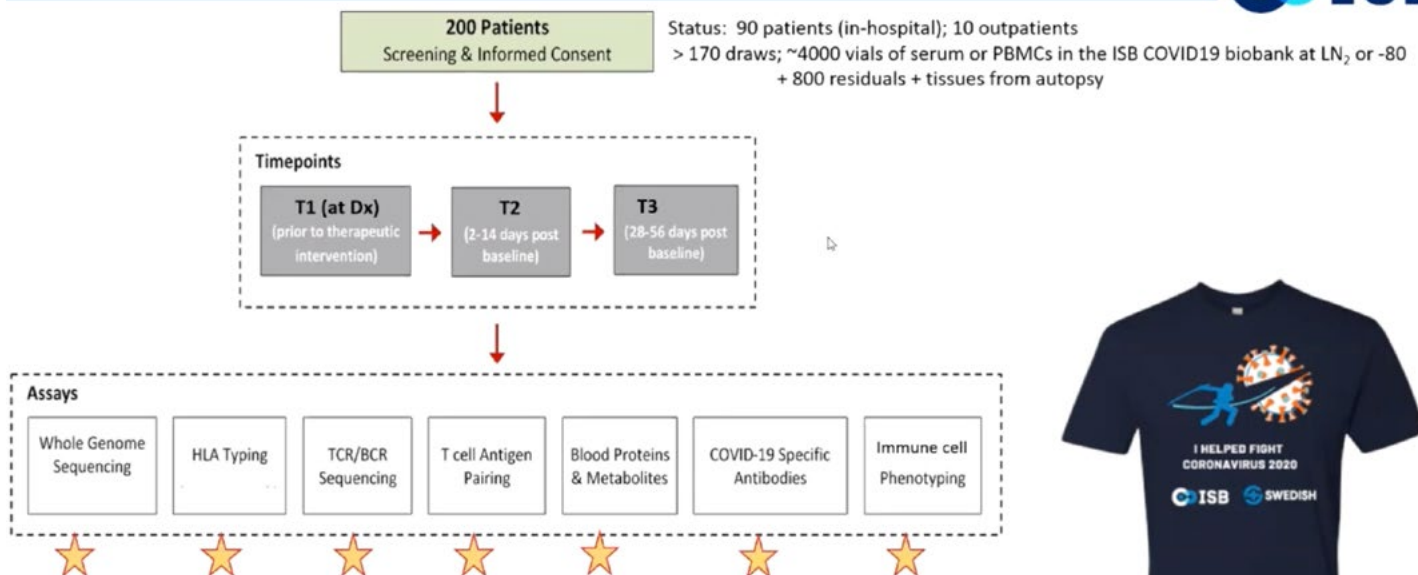 ISB
200 Patients
Screening & Informed Consent
Status: 90 patients (in-hospital); 10 outpatients
> 170 draws; ~4000 vials of serum or PBMCs in the ISB COVID19 biobank at LN₂ or -80
+ 800 residuals + tissues from autopsy
Timepoints
T1 (at Dx)
(prior to therapeutic
intervention)
T2
(2-14 days post
baseline)
T3
(28-56 days post
baseline)
Assays
Whole Genome
Sequencing
HLA Typing
TCR/BCR
Sequencing
T cell Antigen
Pairing
Blood Proteins
& Metabolites
COVID-19 Specific
Antibodies
Immune cell
Phenotyping
I HELPED FIGHT
CORONAVIRUS 2020
ISB SWEDISH